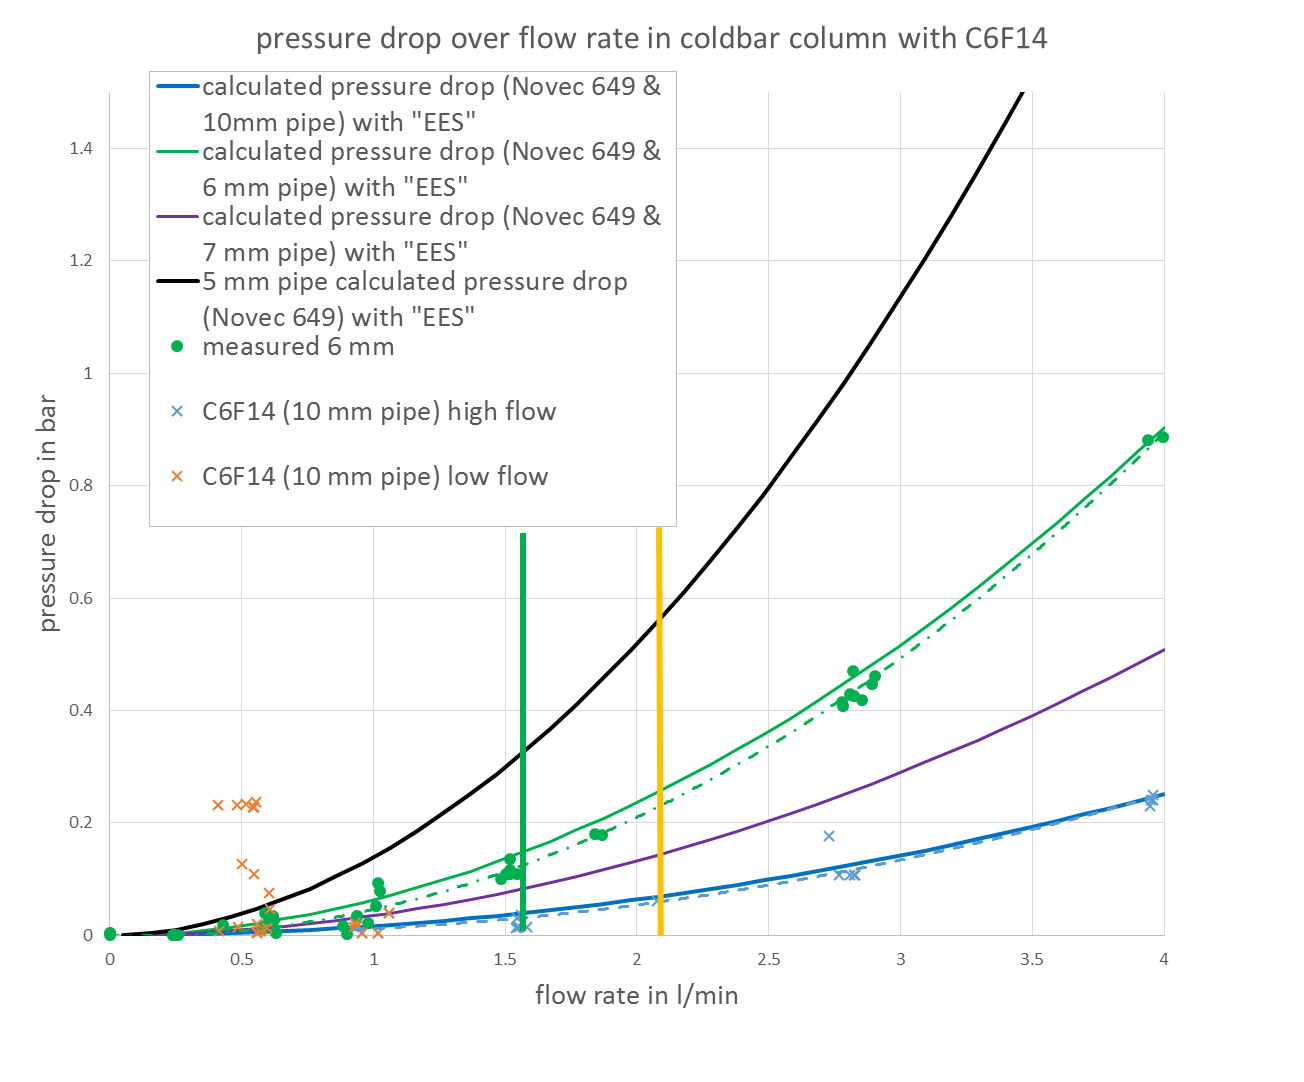 pressure drop over flow rate in coldbar column with C6F14
calculated pressure drop (Novec 649 &
10mm pipe) with "EES"
calculated pressure drop (Novec 649 &
6 mm pipe) with "EES"
calculated pressure drop (Novec 649 &
7 mm pipe) with "EES"
5 mm pipe calculated pressure drop
(Novec 649) with "EES"
measured 6 mm
C6F14 (10 mm pipe) high flow
C6F14 (10 mm pipe) low flow
pressure drop in bar
1.4
1.2
1
0.8
0.6
0.4
0.2
0
0 0.5 1 1.5 2 2.5 3 3.5 4
flow rate in l/min